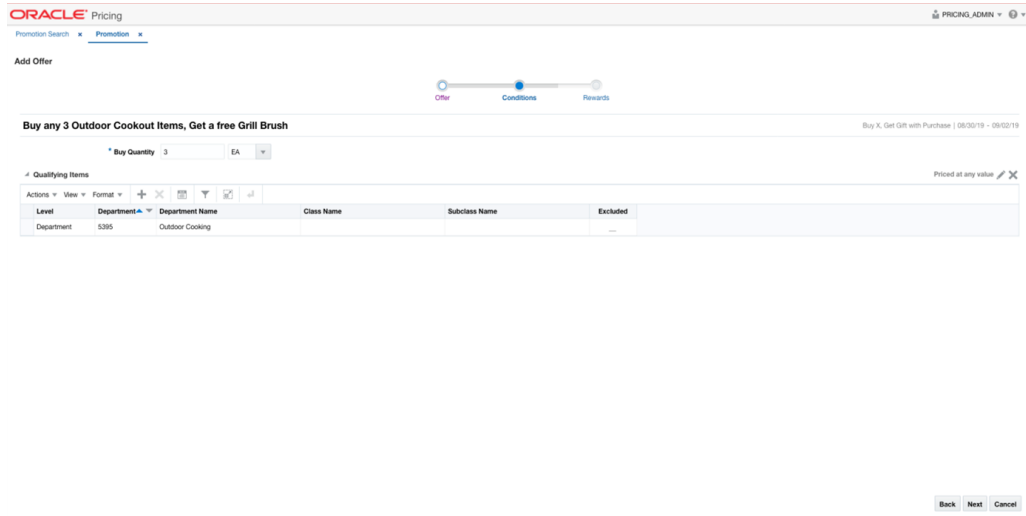 ORACLE Pricing PRICING_ADMIN
Promotion Search x Promotion x
Add Offer
Offer Conditions Rewards
Buy any 3 Outdoor Cookout Items, Get a free Grill Brush Buy X, Get Gift with Purchase | 08/30/19 - 09/02/19
* Buy Quantity 3 EA
Qualifying Items Priced at any value
Actions View Format
Level Department Department Name Class Name Subclass Name Excluded
Department 5395 Outdoor Cooking
Back Next Cancel